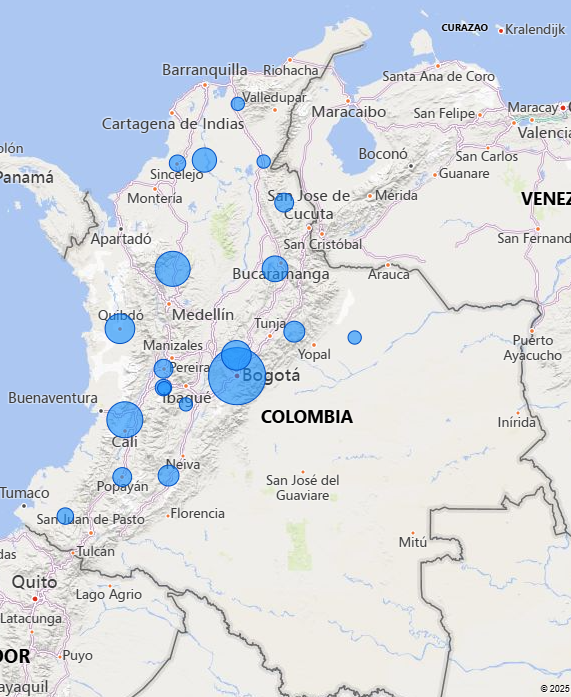 CURAZAO
Kralendijk
Barranquilla
Riohacha
Santa Ana de Coro
Valledupar
Maracaibo
Maracay
Cartagena de Indias
San Felipe
Valencia
Boconó
San Carlos
Sincelejo
Guanare
Panamá
Montería
San Jose de
Cucuta
Mérida
VENEZ
Apartadó
San Cristóbal
San Fernand
Bucaramanga
Arauca
Quibdó
Medellín
Tunja
Manizales
Yopal
Puerto
Ayacucho
Pereira
Bogotá
Buenaventura
Ibagué
COLOMBIA
Inírida
Cali
Neiva
Popayán
San José del
Guaviare
Tumaco
San Juan de Pasto
Florencia
Mitú
Tulcán
das
Quito
Lago Agrio
Latacunga
DOR
Puyo
ayaquil
© 2025